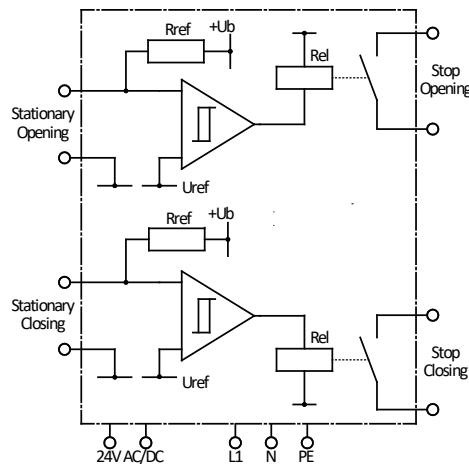 Rref
+Ub
Rel
Stationary
Opening
Stop
Opening
Uref
Rref
+Ub
Stationary
Closing
Rel
Stop
Closing
Uref
24V AC/DC
L1
N
PE